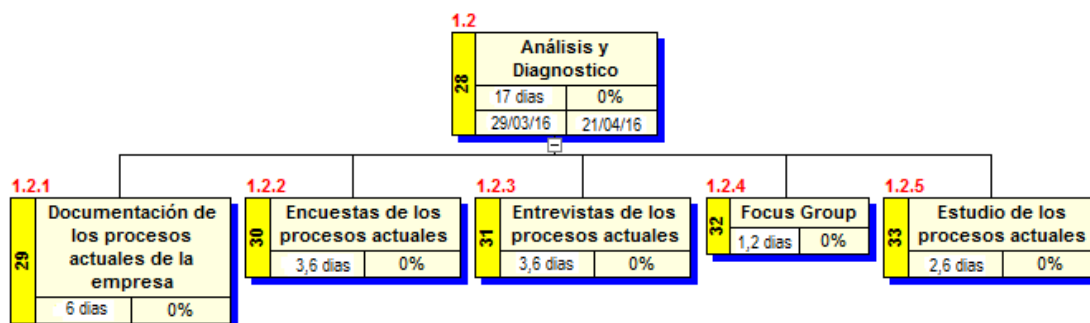 1.2
28
Análisis y
Diagnostico
17 dias 0%
29/03/16 21/04/16
1.2.1
29
Documentación de
los procesos
actuales de la
empresa
6 dias 0%
1.2.2
30
Encuestas de los
procesos actuales
3,6 dias 0%
1.2.3
31
Entrevistas de los
procesos actuales
3,6 dias 0%
1.2.4
32
Focus Group
1,2 dias 0%
1.2.5
33
Estudio de los
procesos actuales
2,6 dias 0%